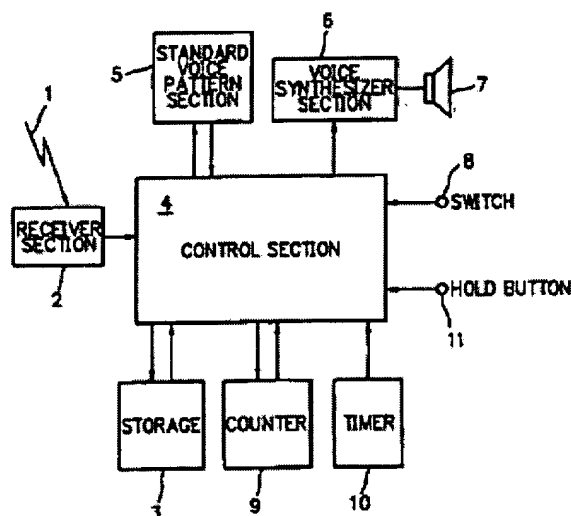 6
5
STANDARD
VOICE
PATTERN
SECTION
VOICE
SYNTHESIZER
SECTION
7
1
8
4
SWITCH
RECEIVER
SECTION
CONTROL SECTION
2
HOLD BUTTON
11
STORAGE
COUNTER
TIMER
3
9
10